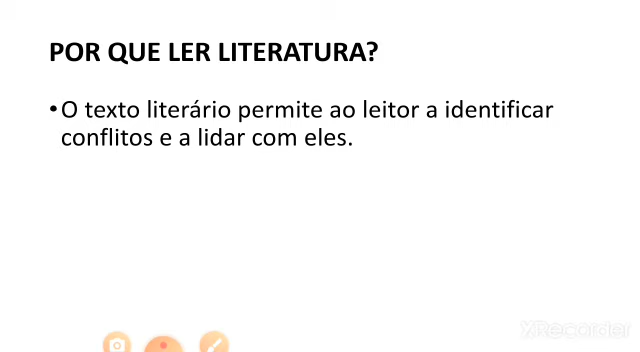 POR QUE LER LITERATURA?
•O texto literário permite ao leitor a identificar
conflitos e a lidar com eles.
XRecorder